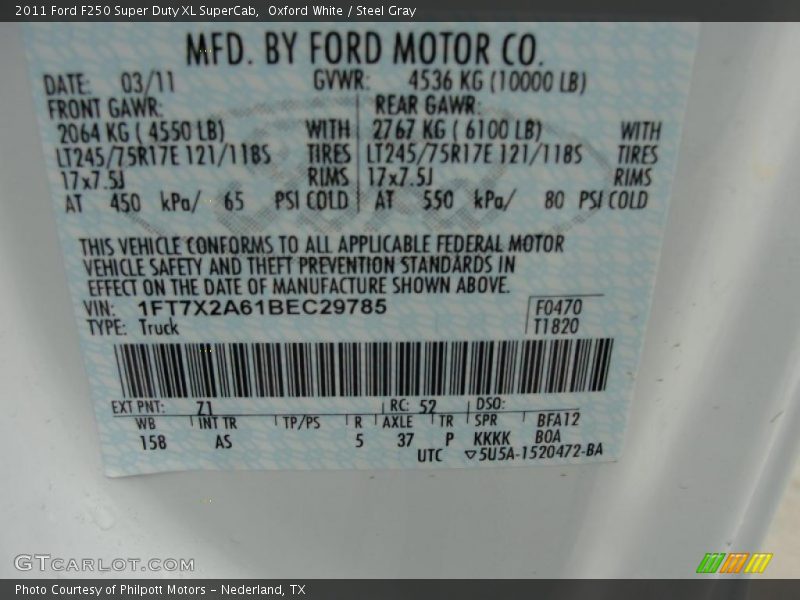 2011 Ford F250 Super Duty XL SuperCab,  Oxford White / Steel Gray
MFD. BY FORD MOTOR CO.
DATE: 03/11 GVWR: 4536 KG (10000 LB)
FRONT GAWR: REAR GAWR:
2064 KG ( 4550 LB) WITH 2767 KG ( 6100 LB) WITH
LT245/75R17E 121/118S TIRES LT245/75R17E 121/118S TIRES
17x7.5J RIMS 17x7.5J RIMS
AT 450 kPa/ 65 PSI COLD AT 550 kPa/ 80 PSI COLD
THIS VEHICLE CONFORMS TO ALL APPLICABLE FEDERAL MOTOR
VEHICLE SAFETY AND THEFT PREVENTION STANDARDS IN
EFFECT ON THE DATE OF MANUFACTURE SHOWN ABOVE.
VIN: 1FT7X2A61BEC29785 F0470
TYPE: Truck T1820
EXT PNT: Z1 RC: 52 DSO:
WB INT TR TP/PS R AXLE TR SPR BFA12
158 AS 5 37 P KKKK BOA
UTC ▽5U5A-1520472-BA
GTCARLOT.COM
Photo Courtesy of Philpott Motors - Nederland, TX